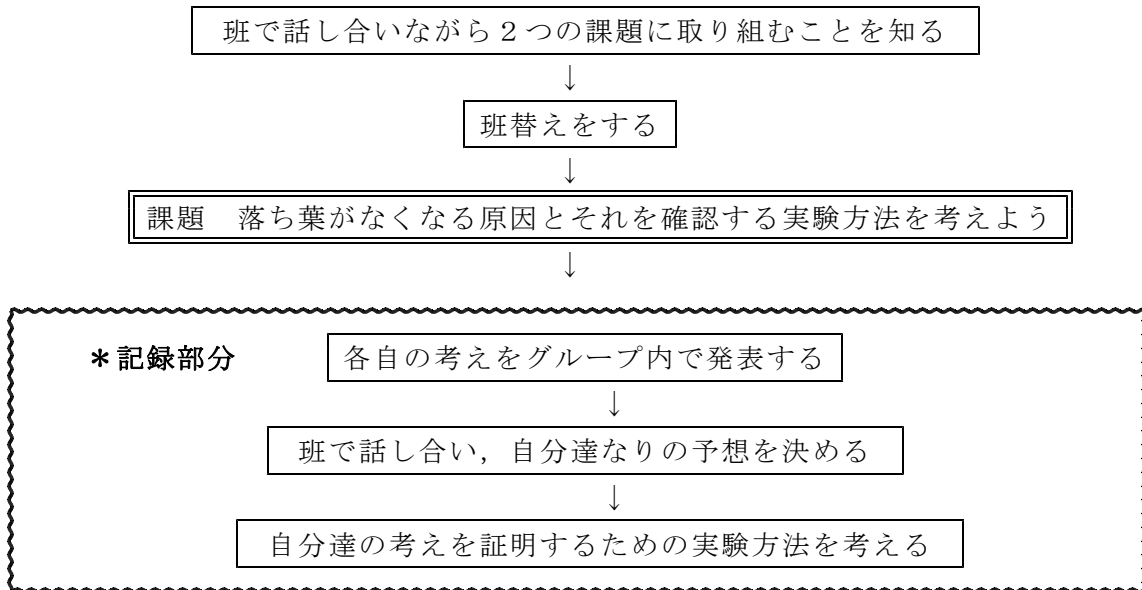 班で話し合いながら２つの課題に取り組むことを知る
↓
班替えをする
↓
課題　落ち葉がなくなる原因とそれを確認する実験方法を考えよう
↓
＊記録部分　各自の考えをグループ内で発表する
↓
班で話し合い，自分達なりの予想を決める
↓
自分達の考えを証明するための実験方法を考える